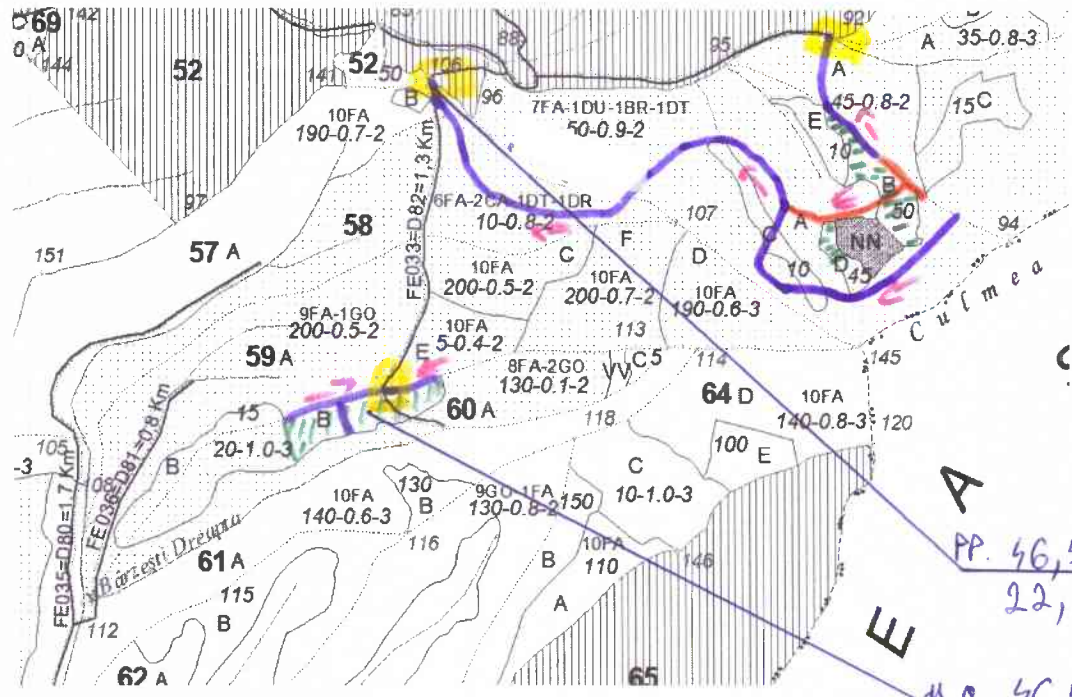 69
142
A
144
52
141
52
50
106
88
96
95
92
A
A
35-0.8-3
B
10FA
190-0.7-2
7FA-1DU-1BR-1DT
50-0.9-2
45-0.8-2
E
10
15 C
97
151
57 A
58
FE033=D82=1,3 Km
6FA-2CA-1DT-1DR
10-0.8-2
107
B
50
A
NN
94
C
F
D
C
10
D
45
10FA
200-0.5-2
10FA
200-0.7-2
10FA
190-0.6-3
Culmea
9FA-1GO
200-0.5-2
10FA
5-0.4-2
113
59 A
E
8FA-2GO
130-0.1-2
VV
C5
114
145
60 A
64 D
10FA
140-0.8-3
15
B
118
120
20-1.0-3
100
E
105
-3
98
B
C
10-1.0-3
A
FE035=D80=1.7 Km
FE036=D81=0.8 Km
Bârzești Dreapta
10FA
140-0.6-3
130
B
9GO-1FA
130-0.8-2
150
116
B
10FA
110
146
PP. 46,
22,
61 A
115
B
A
E
112
62 A
65